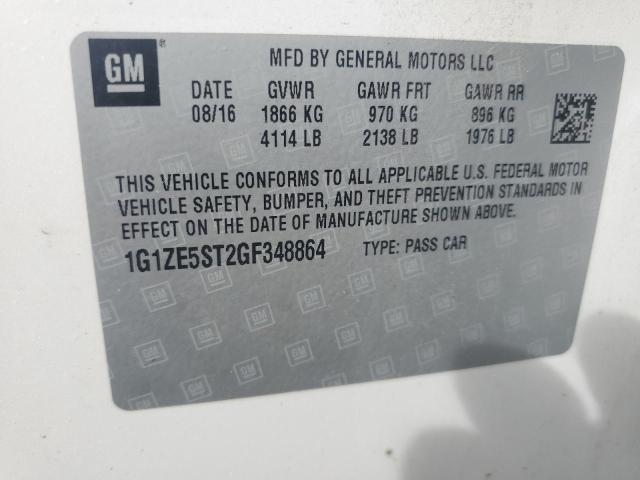 GM
MFD BY GENERAL MOTORS LLC
DATE GVWR GAWR FRT GAWR RR
08/16 1866 KG 970 KG 896 KG
4114 LB 2138 LB 1976 LB
THIS VEHICLE CONFORMS TO ALL APPLICABLE U.S. FEDERAL MOTOR
VEHICLE SAFETY, BUMPER, AND THEFT PREVENTION STANDARDS IN
EFFECT ON THE DATE OF MANUFACTURE SHOWN ABOVE.
1G1ZE5ST2GF348864 TYPE: PASS CAR